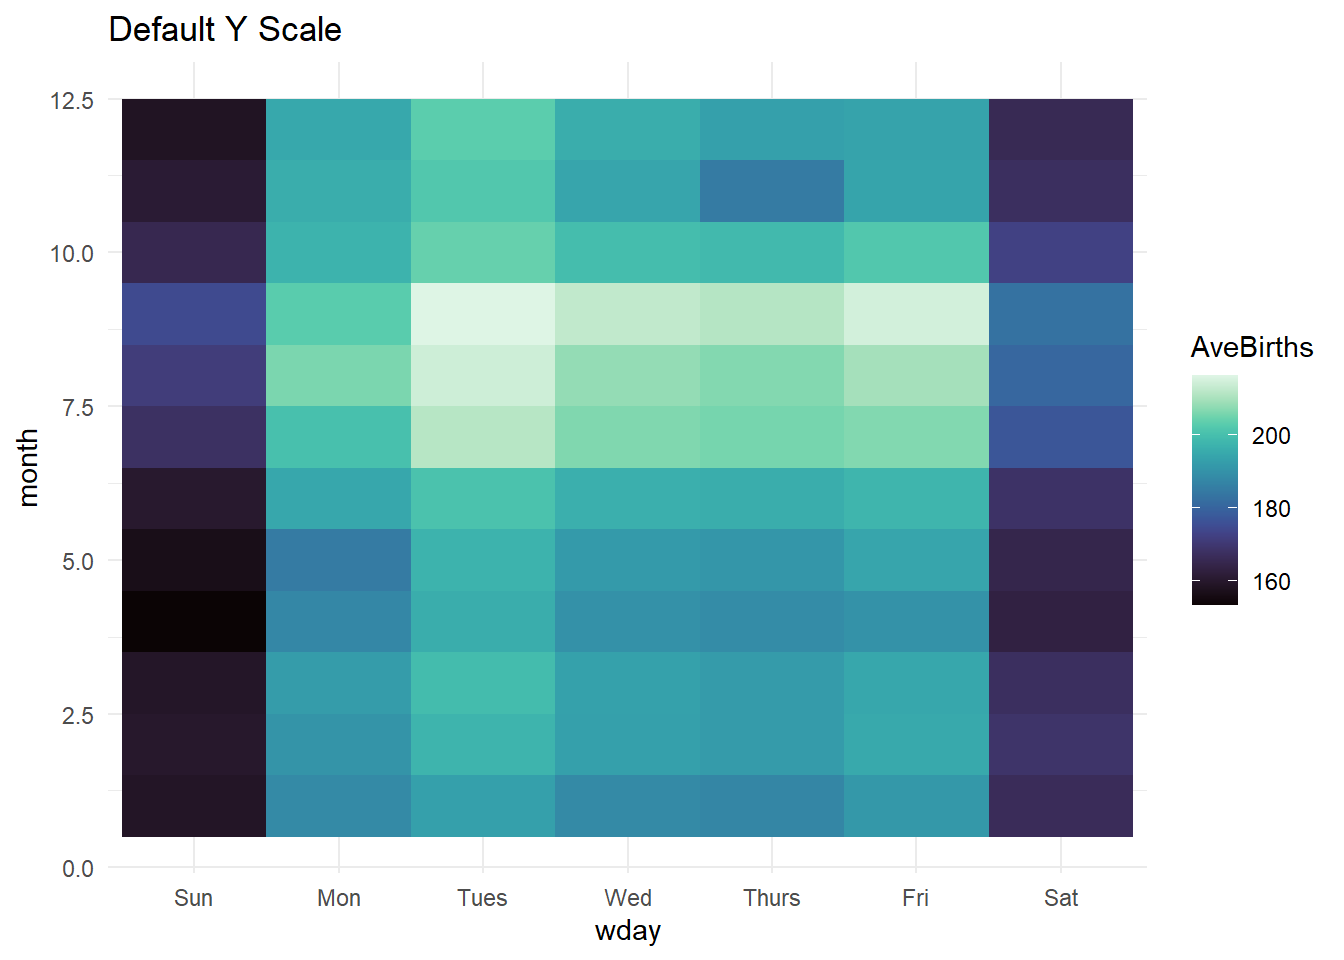 Default Y Scale
12.5
10.0
7.5
5.0
2.5
0.0
month
Sun Mon Tues Wed Thurs Fri Sat
wday
AveBirths
200
180
160